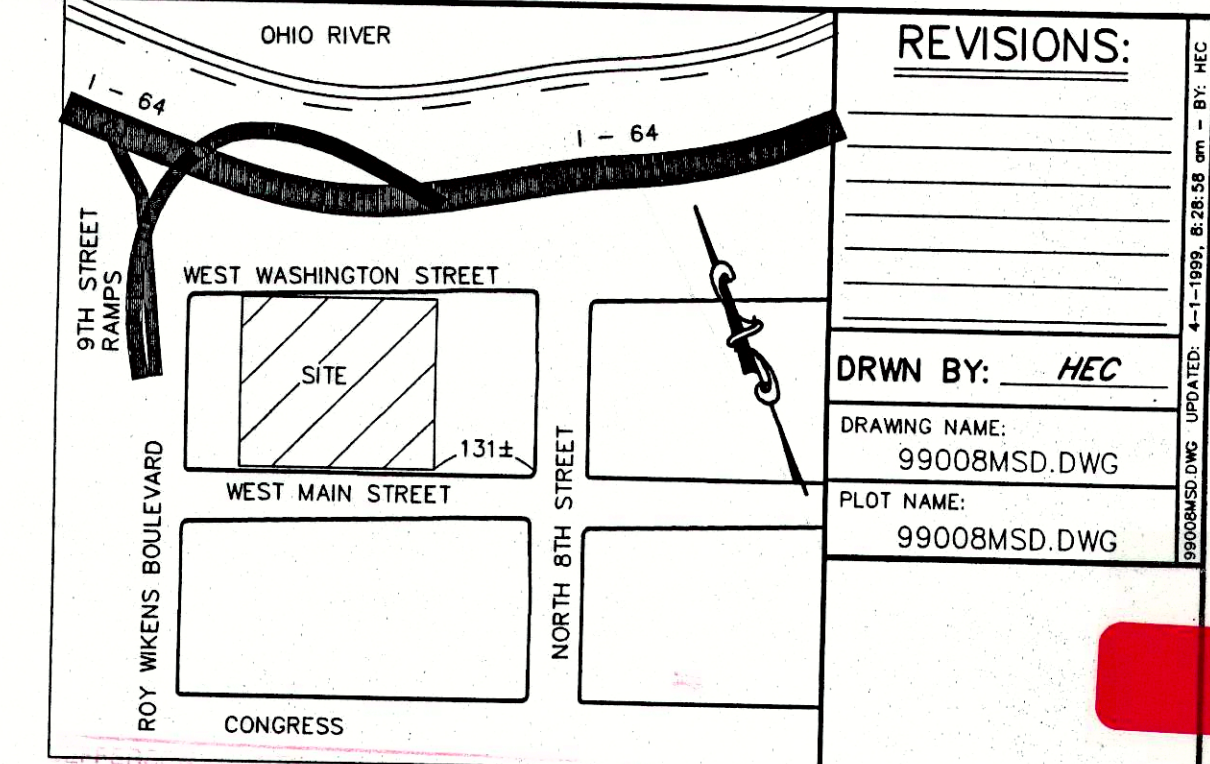 OHIO RIVER
I - 64
I - 64
9TH STREET
RAMPS
WEST WASHINGTON STREET
SITE
131±
WEST MAIN STREET
ROY WIKENS BOULEVARD
NORTH 8TH STREET
CONGRESS
REVISIONS:
DRWN BY: HEC
DRAWING NAME:
99008MSD.DWG
PLOT NAME:
99008MSD.DWG
99008MSD.DWG UPDATED: 4-1-1999, 8:28:58 am - BY: HEC